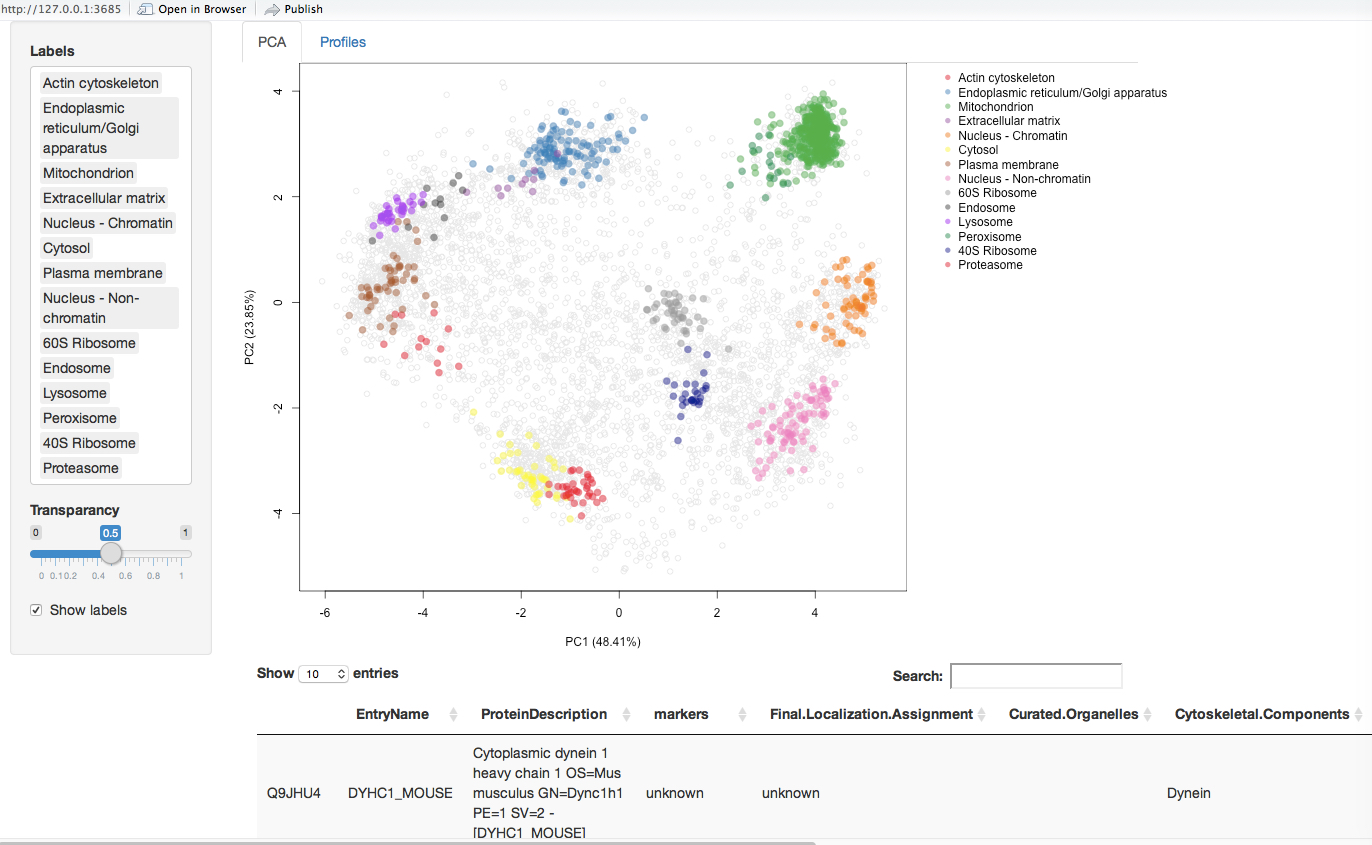 http://127.0.0.1:3685 Open in Browser Publish
Labels
Actin cytoskeleton
Endoplasmic
reticulum/Golgi
apparatus
Mitochondrion
Extracellular matrix
Nucleus - Chromatin
Cytosol
Plasma membrane
Nucleus - Non-
chromatin
60S Ribosome
Endosome
Lysosome
Peroxisome
40S Ribosome
Proteasome
Transparancy
0 0.5 1
0 0.1 0.2 0.4 0.6 0.8 1
Show labels
PCA Profiles
4
2
0
-2
-4
PC2 (23.85%)
-6 -4 -2 0 2 4
PC1 (48.41%)
Actin cytoskeleton
Endoplasmic reticulum/Golgi apparatus
Mitochondrion
Extracellular matrix
Nucleus - Chromatin
Cytosol
Plasma membrane
Nucleus - Non-chromatin
60S Ribosome
Endosome
Lysosome
Peroxisome
40S Ribosome
Proteasome
Show 10 entries
Search:
EntryName ProteinDescription markers Final.Localization.Assignment Curated.Organelles Cytoskeletal.Components
Cytoplasmic dynein 1
heavy chain 1 OS=Mus
Q9JHU4 DYHC1_MOUSE musculus GN=Dync1h1 unknown unknown Dynein
PE=1 SV=2 -
[DYHC1_MOUSE]